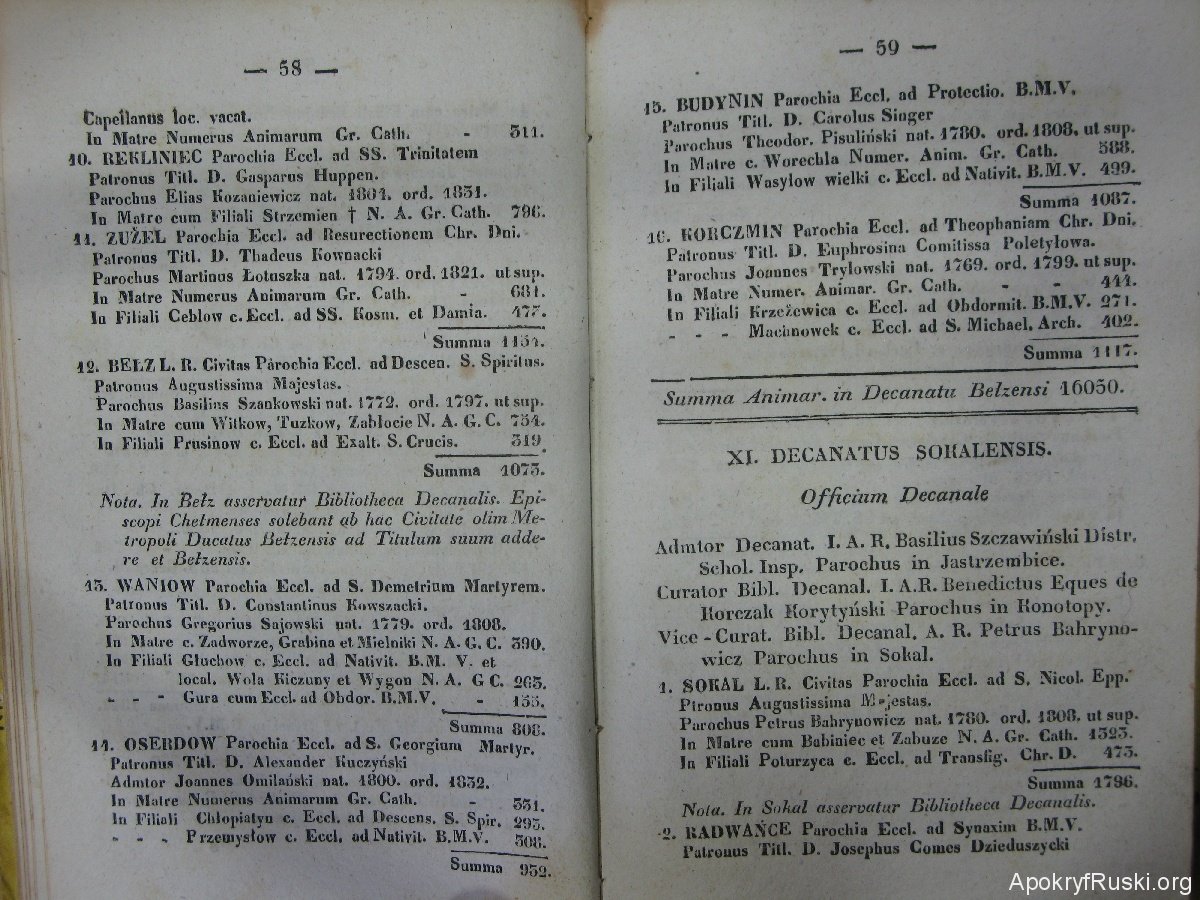 — 58 —
Capellanus loc. vacat.
In Matre Numerus Animarum Gr. Cath. - 311.
10. REKLINIEC Parochia Eccl. ad SS. Trinitatem
Patronus Titl. D. Gasparus Huppen.
Parochus Elias Kozaniewicz nat. 1804. ord. 1831.
In Matre cum Filiali Strzemien † N. A. Gr. Cath. 796.
11. ZUŻEL Parochia Eccl. ad Resurectionem Chr. Dni.
Patronus Titl. D. Thadeus Kownacki
Parochus Martinus Łotuszka nat. 1794. ord. 1821. ut sup.
In Matre Numerus Animarum Gr. Cath. - 681.
In Filiali Ceblow c. Eccl. ad SS. Kosm. et Damia. 473.
Summa 1154.
12. BEŁZ L. R. Civitas Parochia Eccl. ad Descen. S. Spiritus.
Patronus Augustissima Majestas.
Parochus Basilius Szankowski nat. 1772. ord. 1797. ut sup.
In Matre cum Witkow, Tuzkow, Zabłocie N. A. G. C. 754.
In Filiali Prusinow c. Eccl. ad Exalt. S. Crucis. 319
Summa 1073.
Nota. In Bełz asservatur Bibliotheca Decanalis. Epi-
scopi Chelmenses solebant ab hac Civitate olim Me-
tropoli Ducatus Bełzensis ad Titulum suum adde-
re et Bełzensis.
13. WANIOW Parochia Eccl. ad S. Demetrium Martyrem.
Patronus Titl. D. Constantinus Kowszacki.
Parochus Gregorius Sajowski nat. 1779. ord. 1808.
In Matre c. Zadworze, Grabina et Mielniki N. A. G. C. 390.
In Filiali Głuchow c. Eccl. ad Nativit. B. M. V. et
local. Wola Kiczuny et Wygon N. A. G C. 263.
- - - Gura cum Eccl. ad Obdor. B.M.V. - 155.
Summa 808.
14. OSERDOW Parochia Eccl. ad S. Georgium Martyr.
Patronus Titl. D. Alexander Kuczyński
Admtor Joannes Omilański nat. 1800. ord. 1832.
In Matre Numerus Animarum Gr. Cath. - 331.
In Filiali Chłopiatyn c. Eccl. ad Descens. S. Spir. 293.
- - - Przemysłow c. Eccl. ad Nativit. B.M.V. 308.
Summa 932.
— 59 —
15. BUDYNIN Parochia Eccl. ad Protectio. B.M.V.
Patronus Titl. D. Carolus Singer
Parochus Theodor. Pisuliński nat. 1780. ord. 1808. ut sup.
In Matre c. Worechla Numer. Anim. Gr. Cath. 588.
In Filiali Wasylow wielki c. Eccl. ad Nativit. B.M.V. 499.
Summa 1087.
16. KORCZMIN Parochia Eccl. ad Theophaniam Chr. Dni.
Patronus Titl. D. Euphrosina Comitissa Poletyłowa.
Parochus Joannes Tryłowski nat. 1769. ord. 1799. ut sup.
In Matre Numer. Animar. Gr. Cath. - - 444.
In Filiali Krzeżewica c. Eccl. ad Obdormit. B.M.V. 271.
- - - Machnowek c. Eccl. ad S. Michael. Arch. 402.
Summa 1117.
Summa Animar. in Decanatu Bełzensi 16050.
XI. DECANATUS SOKALENSIS.
Officium Decanale
Admtor Decanat. I. A. R. Basilius Szczawiński Distr.
Schol. Insp. Parochus in Jastrzembice.
Curator Bibl. Decanal. I. A. R. Benedictus Eques de
Korczak Korytyński Parochus in Konotopy.
Vice - Curat. Bibl. Decanal. A. R. Petrus Bahryno-
wicz Parochus in Sokal.
1. SOKAL L. R. Civitas Parochia Eccl. ad S. Nicol. Epp.
Ptronus Augustissima Majestas.
Parochus Petrus Bahrynowicz nat. 1780. ord. 1808. ut sup.
In Matre cum Babiniec et Zabuze N. A. Gr. Cath. 1323.
In Filiali Poturzyca c. Eccl. ad Transfig. Chr. D. 473.
Summa 1796.
Nota. In Sokal asservatur Bibliotheca Decanalis.
2. RADWAŃCE Parochia Eccl. ad Synaxim B.M.V.
Patronus Titl. D. Josephus Comes Dzieduszycki
ApokryfRuski.org